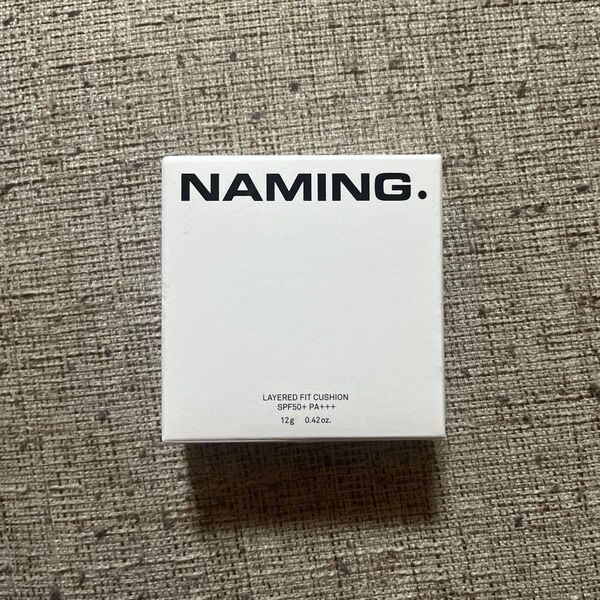 NAMING.
LAYERED FIT CUSHION
SPF50+ PA+++
12g 0.42oz.